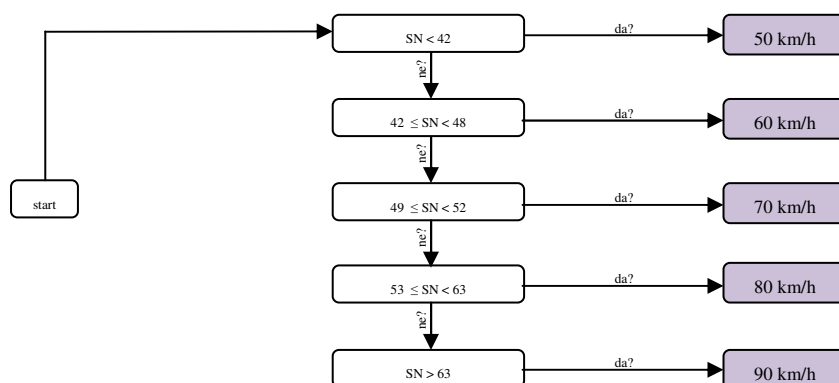 SN < 42 da? 50 km/h
ne?
42 ≤ SN < 48 da? 60 km/h
ne?
start 49 ≤ SN < 52 da? 70 km/h
ne?
53 ≤ SN < 63 da? 80 km/h
ne?
SN > 63 da? 90 km/h